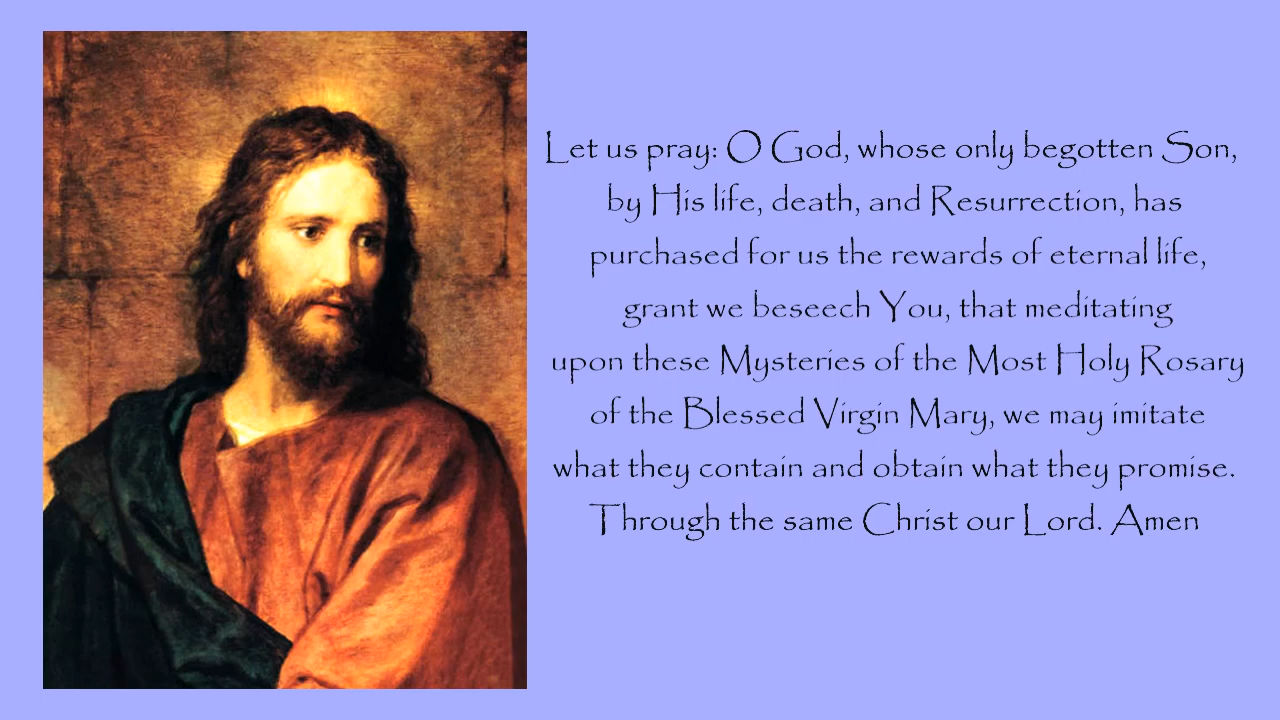 Let us pray: O God, whose only begotten Son,
by His life, death, and Resurrection, has
purchased for us the rewards of eternal life,
grant we beseech You, that meditating
upon these Mysteries of the Most Holy Rosary
of the Blessed Virgin Mary, we may imitate
what they contain and obtain what they promise.
Through the same Christ our Lord. Amen